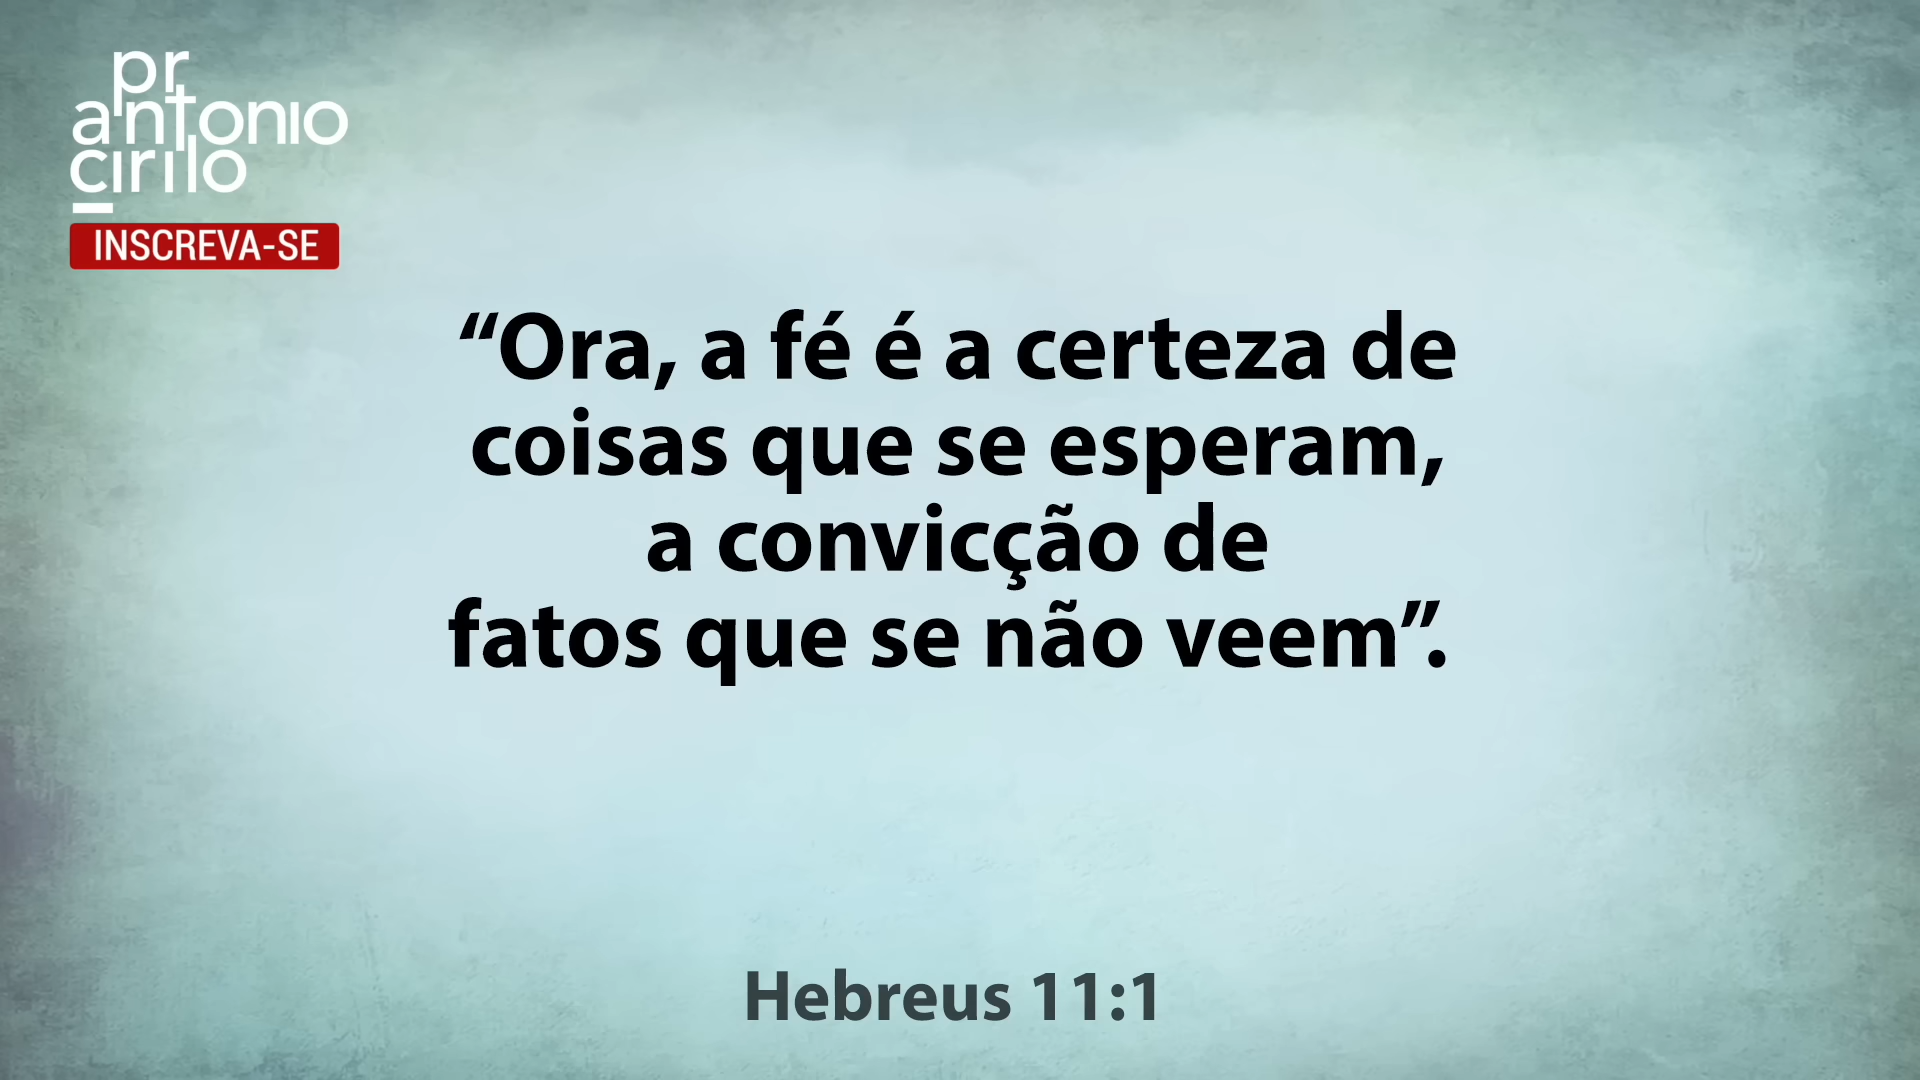 pr
antonio
cirilo
INSCREVA-SE
“Ora, a fé é a certeza de
coisas que se esperam,
a convicção de
fatos que se não veem”.
Hebreus 11:1